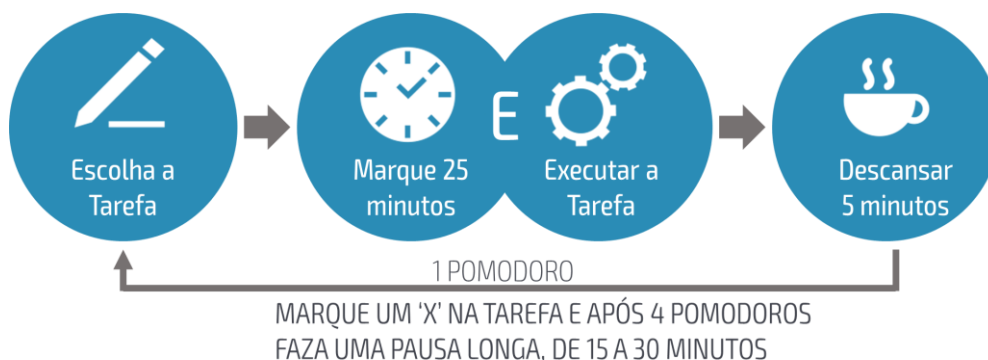 Escolha a
Tarefa
Marque 25
minutos
E
Executar a
Tarefa
Descansar
5 minutos
1 POMODORO
MARQUE UM ‘X’ NA TAREFA E APÓS 4 POMODOROS
FAZA UMA PAUSA LONGA, DE 15 A 30 MINUTOS